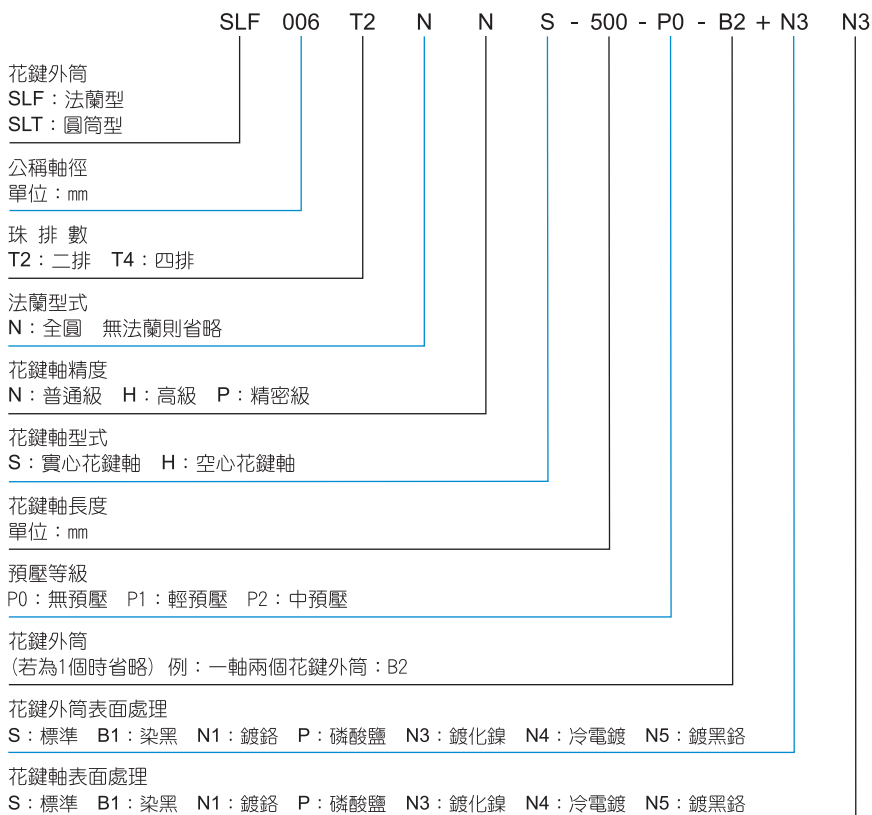 SLF 006 T2 N N S - 500 - P0 - B2 + N3 N3
花鍵外筒
SLF：法蘭型
SLT：圓筒型
公稱軸徑
單位：mm
珠 排 數
T2：二排 T4：四排
法蘭型式
N：全圓 無法蘭則省略
花鍵軸精度
N：普通級 H：高級 P：精密級
花鍵軸型式
S：實心花鍵軸 H：空心花鍵軸
花鍵軸長度
單位：mm
預壓等級
P0：無預壓 P1：輕預壓 P2：中預壓
花鍵外筒
(若為1個時省略) 例：一軸兩個花鍵外筒：B2
花鍵外筒表面處理
S：標準 B1：染黑 N1：鍍鉻 P：磷酸鹽 N3：鍍化鎳 N4：冷電鍍 N5：鍍黑鉻
花鍵軸表面處理
S：標準 B1：染黑 N1：鍍鉻 P：磷酸鹽 N3：鍍化鎳 N4：冷電鍍 N5：鍍黑鉻